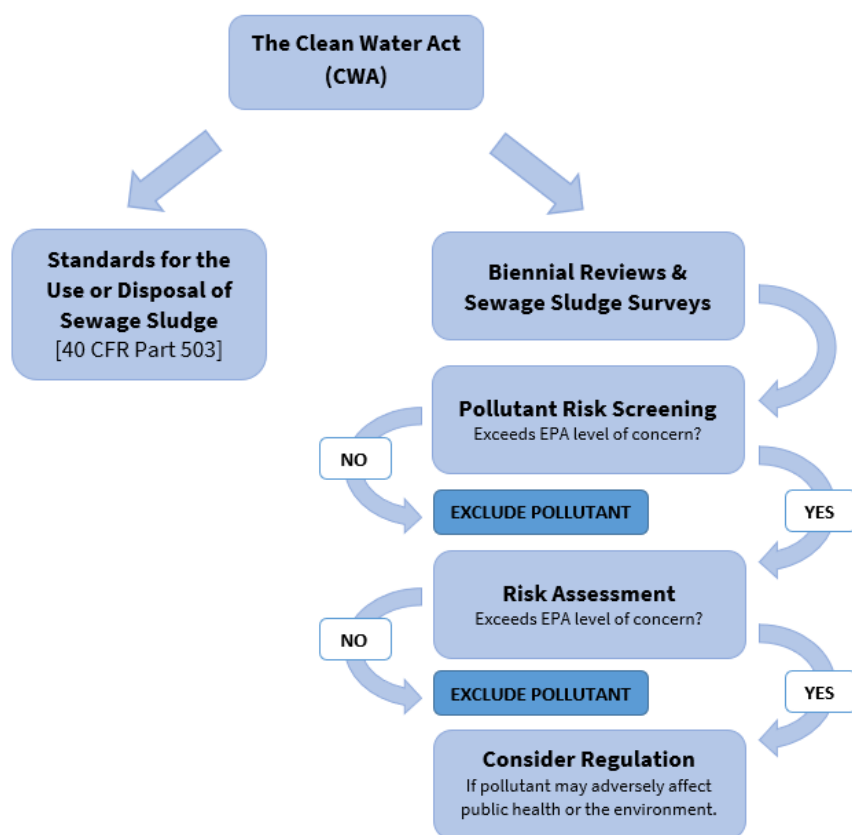 The Clean Water Act
(CWA)
Standards for the
Use or Disposal of
Sewage Sludge
[40 CFR Part 503]
Biennial Reviews &
Sewage Sludge Surveys
Pollutant Risk Screening
Exceeds EPA level of concern?
NO
EXCLUDE POLLUTANT
YES
Risk Assessment
Exceeds EPA level of concern?
NO
EXCLUDE POLLUTANT
YES
Consider Regulation
If pollutant may adversely affect
public health or the environment.